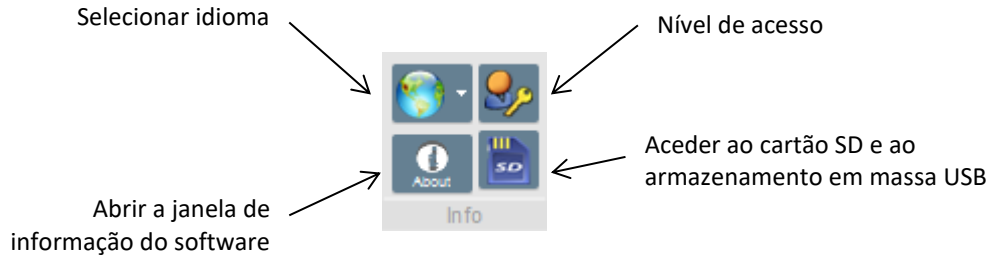 Selecionar idioma
Nível de acesso
About
SD
Aceder ao cartão SD e ao
armazenamento em massa USB
Abrir a janela de
informação do software
Info